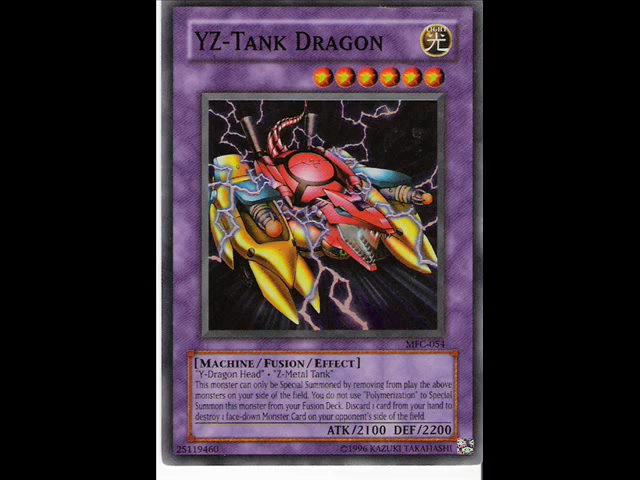 YZ-Tank Dragon
LIGHT
光
MFC-054
[Machine/Fusion/Effect]
"Y-Dragon Head" • "Z-Metal Tank"
This monster can only be Special Summoned by removing from play the above
monsters on your side of the field. You do not use "Polymerization" to Special
Summon this monster from your Fusion Deck. Discard 1 card from your hand to
destroy 1 face-down Monster Card on your opponent's side of the field.
ATK/2100 DEF/2200
25119460
©1996 KAZUKI TAKAHASHI